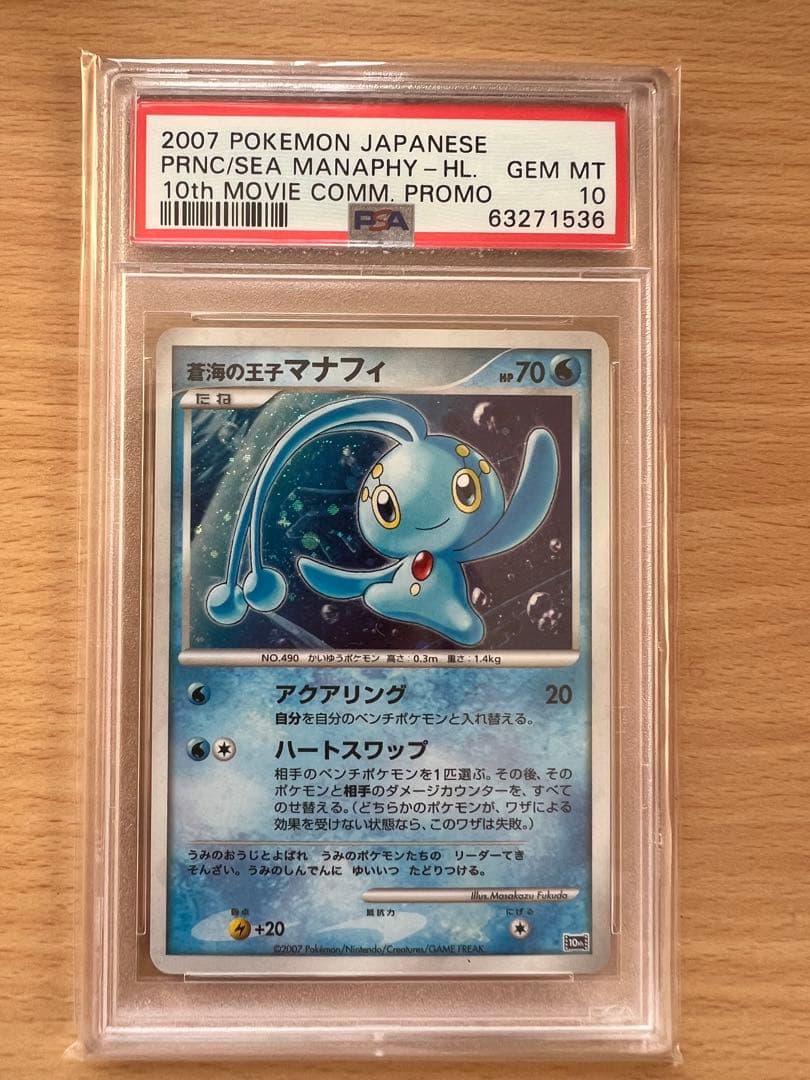 2007 POKEMON JAPANESE
PRNC/SEA MANAPHY-HL. GEM MT
10th MOVIE COMM. PROMO 10
PSA 63271536
蒼海の王子マナフィ HP70
たね
NO.490 かいゆうポケモン 高さ:0.3m 重さ:1.4kg
アクアリング 20
自分を自分のベンチポケモンと入れ替える。
ハートスワップ
相手のベンチポケモンを1匹選ぶ。その後、その
ポケモンと相手のダメージカウンターを、すべて
のせ替える。(どちらかのポケモンが、ワザによる
効果を受けない状態なら、このワザは失敗。)
うみのおうじとよばれ うみのポケモンたちの リーダーてき
そんざい。うみのしんでんに ゆいいつ たどりつける。
Illus.Masakazu Fukuda
弱点 抵抗力 にげる
+20
©2007 Pokémon/Nintendo/Creatures/GAME FREAK
10th